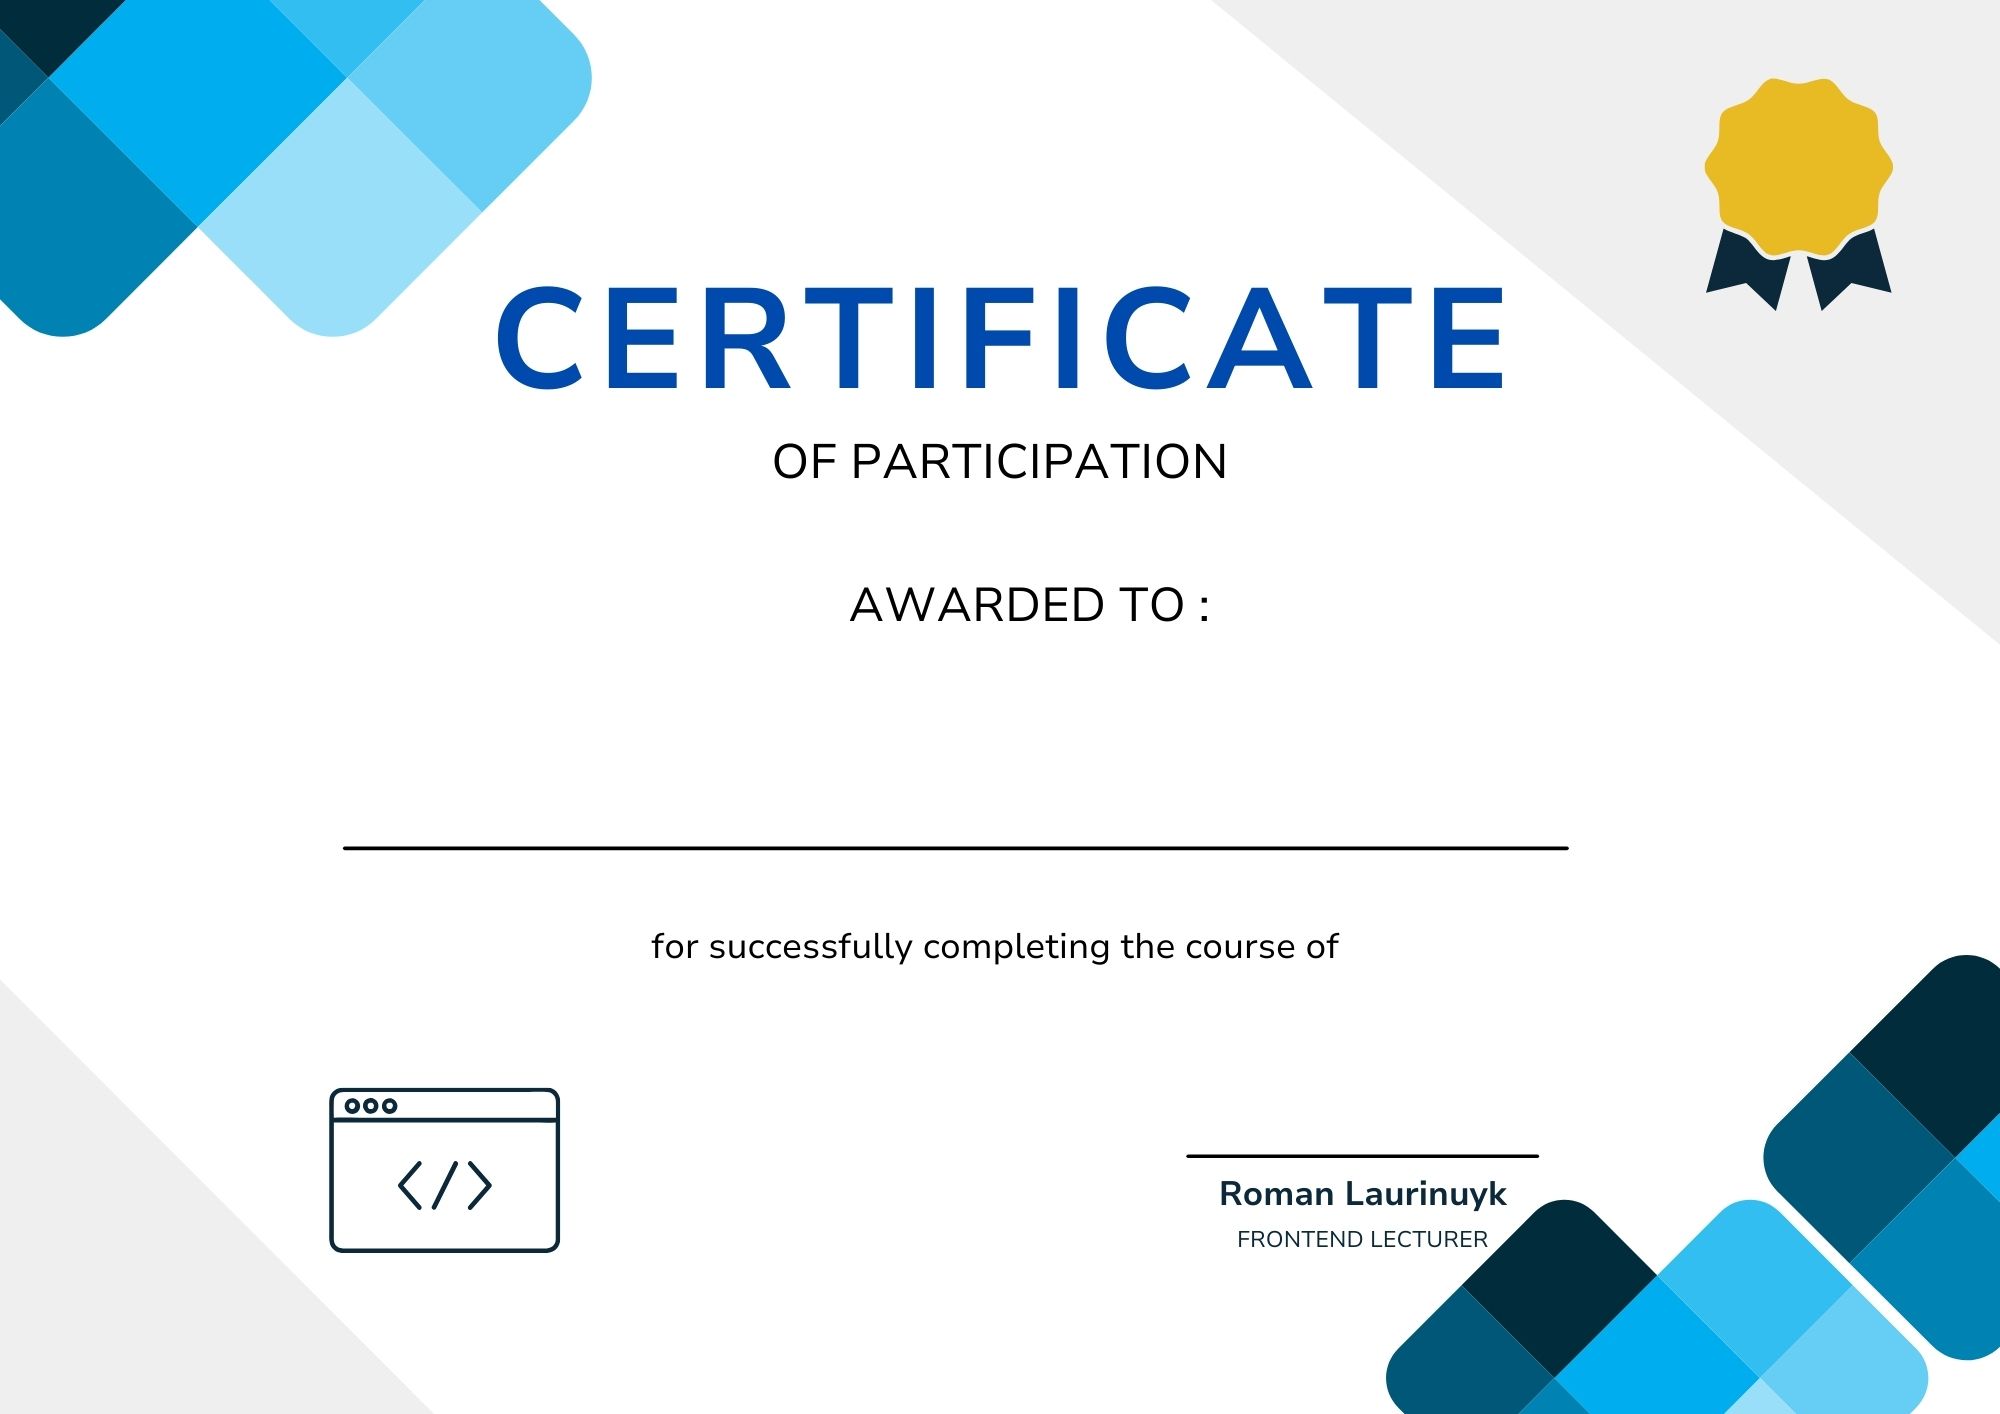 CERTIFICATE
OF PARTICIPATION
AWARDED TO :
for successfully completing the course of
</>
Roman Laurinuyk
FRONTEND LECTURER